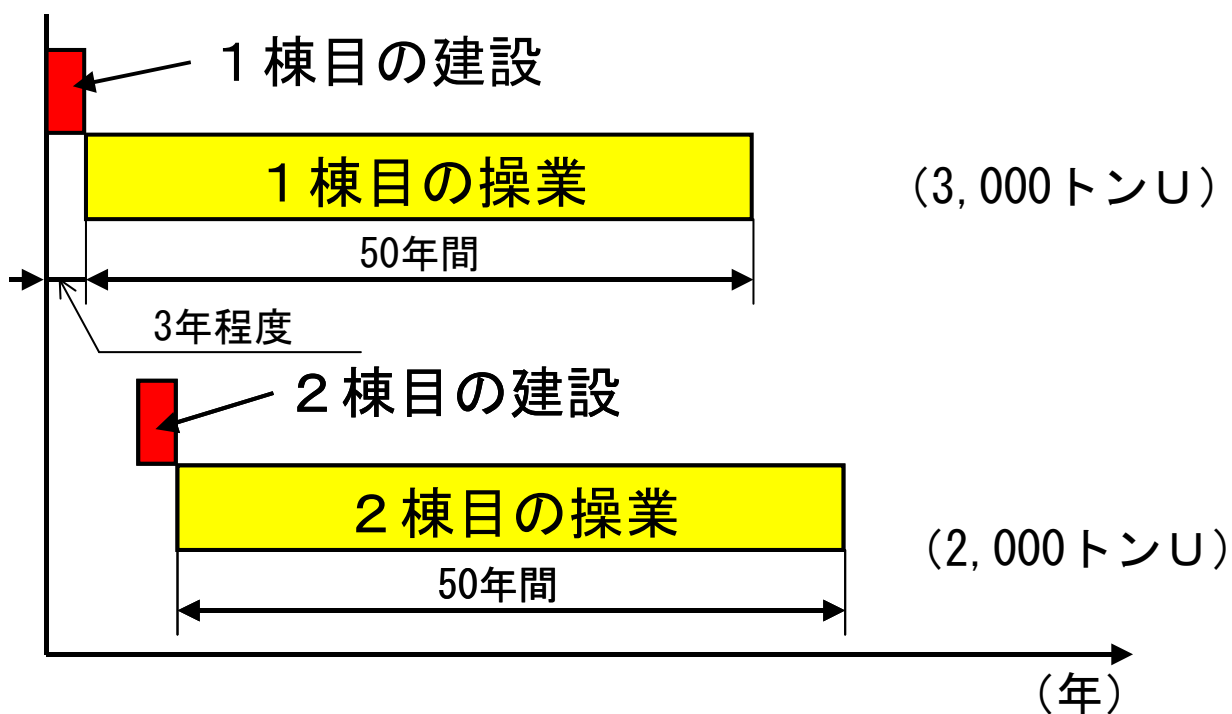 １棟目の建設
１棟目の操業
（3,000トンＵ）
50年間
3年程度
２棟目の建設
２棟目の操業
（2,000トンＵ）
50年間
（年）